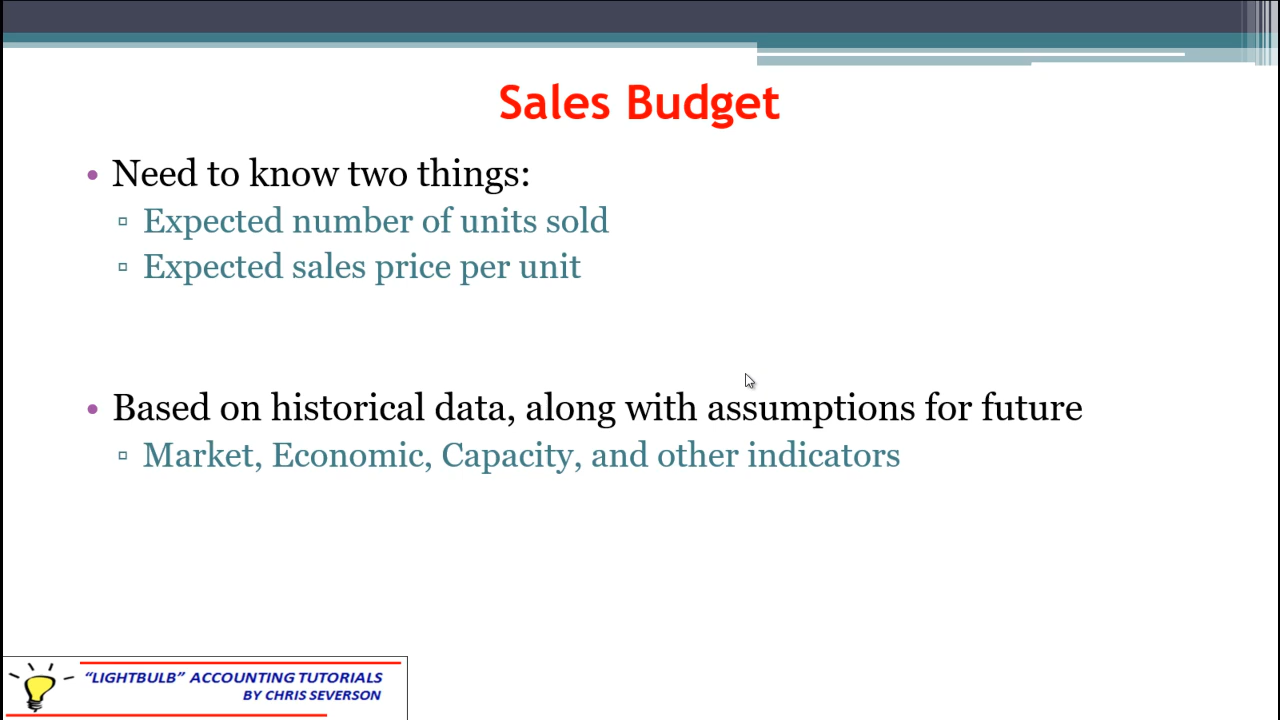 Sales Budget
• Need to know two things:
▫ Expected number of units sold
▫ Expected sales price per unit
• Based on historical data, along with assumptions for future
▫ Market, Economic, Capacity, and other indicators
“LIGHTBULB” ACCOUNTING TUTORIALS
BY CHRIS SEVERSON